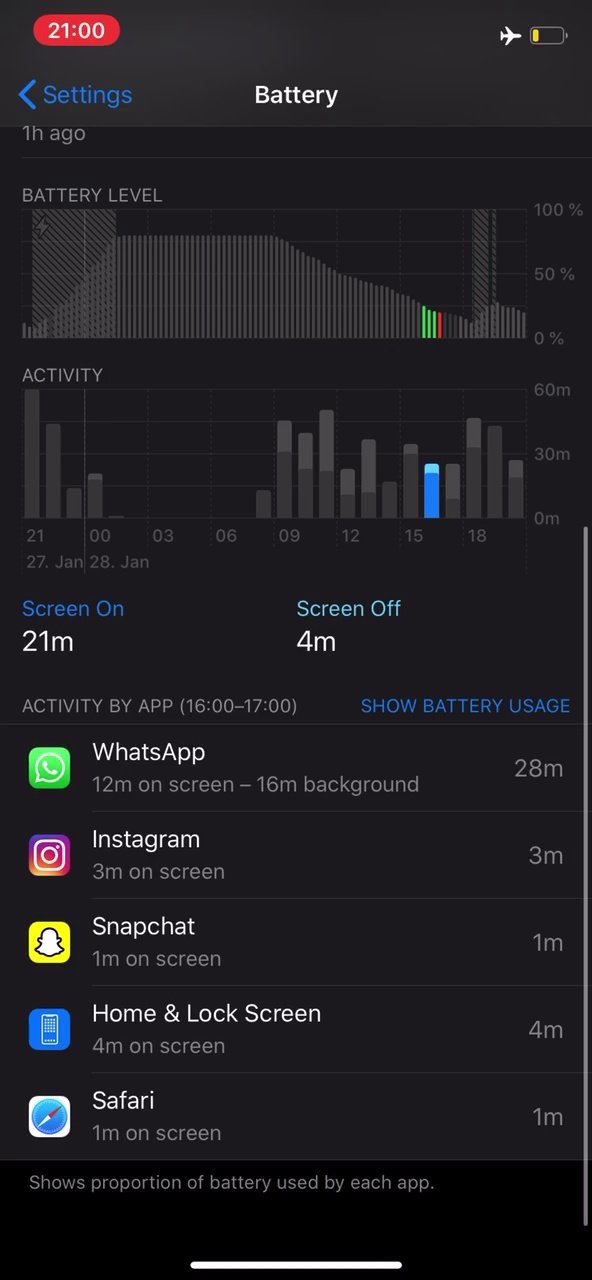 21:00
Settings
Battery
1h ago
BATTERY LEVEL
100 %
50 %
0 %
ACTIVITY
60m
30m
0m
21 00 03 06 09 12 15 18
27. Jan 28. Jan
Screen On
21m
Screen Off
4m
ACTIVITY BY APP (16:00–17:00)
SHOW BATTERY USAGE
WhatsApp
12m on screen – 16m background
28m
Instagram
3m on screen
3m
Snapchat
1m on screen
1m
Home & Lock Screen
4m on screen
4m
Safari
1m on screen
1m
Shows proportion of battery used by each app.